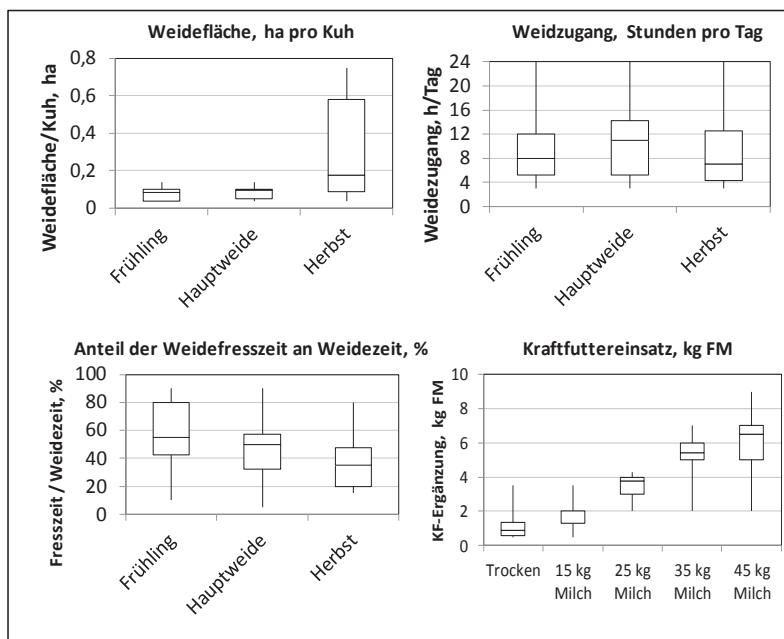 Weidefläche, ha pro Kuh
Weidefläche/Kuh, ha
0,8
0,6
0,4
0,2
0
Frühling
Hauptweide
Herbst
Weidzugang, Stunden pro Tag
Weidezugang, h/Tag
24
20
16
12
8
4
0
Frühling
Hauptweide
Herbst
Anteil der Weidefresszeit an Weidezeit, %
Fresszeit / Weidezeit, %
100
80
60
40
20
0
Frühling
Hauptweide
Herbst
Kraftfuttereinsatz, kg FM
KF-Ergänzung, kg FM
10
8
6
4
2
0
Trocken 15 kg 25 kg 35 kg 45 kg
Milch Milch Milch Milch